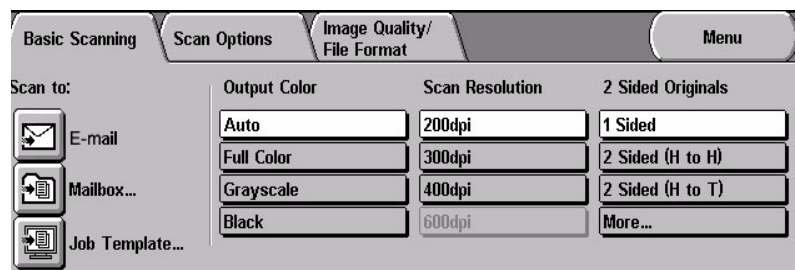 Basic Scanning
Scan Options
Image Quality/
File Format
Menu
Scan to:
E-mail
Mailbox...
Job Template...
Output Color
Auto
Full Color
Grayscale
Black
Scan Resolution
200dpi
300dpi
400dpi
600dpi
2 Sided Originals
1 Sided
2 Sided (H to H)
2 Sided (H to T)
More...